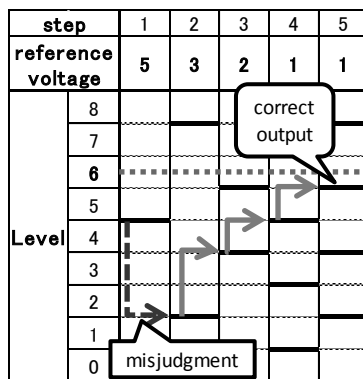 step 1 2 3 4 5
reference voltage 5 3 2 1 1
correct output
Level
8
7
6
5
4
3
2
1
0
misjudgment